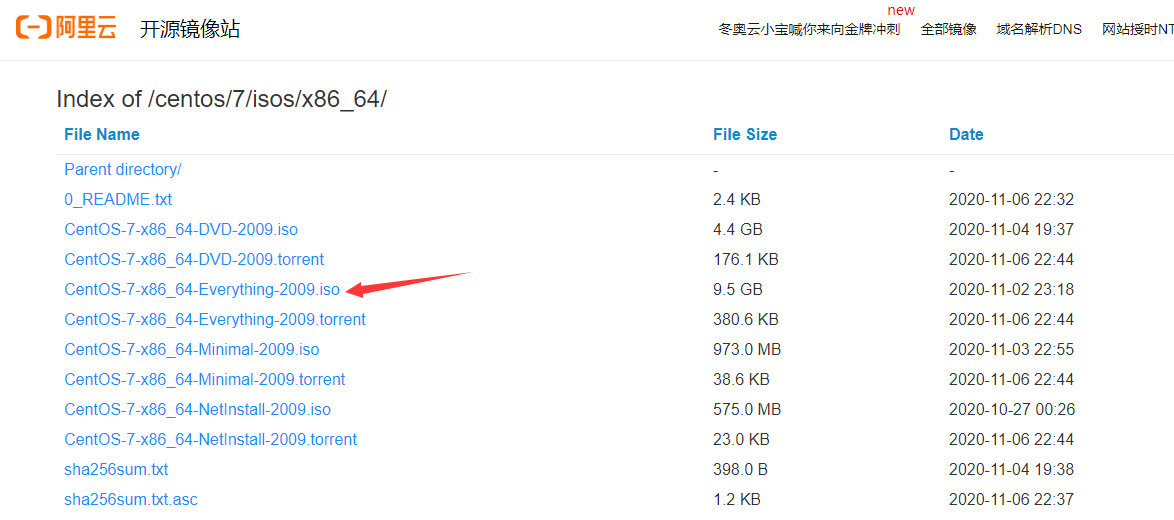 new
阿里云 开源镜像站 冬奥云小宝喊你来向金牌冲刺 全部镜像 域名解析DNS 网站授时NT
Index of /centos/7/isos/x86_64/
File Name File Size Date
Parent directory/ - -
0_README.txt 2.4 KB 2020-11-06 22:32
CentOS-7-x86_64-DVD-2009.iso 4.4 GB 2020-11-04 19:37
CentOS-7-x86_64-DVD-2009.torrent 176.1 KB 2020-11-06 22:44
CentOS-7-x86_64-Everything-2009.iso 9.5 GB 2020-11-02 23:18
CentOS-7-x86_64-Everything-2009.torrent 380.6 KB 2020-11-06 22:44
CentOS-7-x86_64-Minimal-2009.iso 973.0 MB 2020-11-03 22:55
CentOS-7-x86_64-Minimal-2009.torrent 38.6 KB 2020-11-06 22:44
CentOS-7-x86_64-NetInstall-2009.iso 575.0 MB 2020-10-27 00:26
CentOS-7-x86_64-NetInstall-2009.torrent 23.0 KB 2020-11-06 22:44
sha256sum.txt 398.0 B 2020-11-04 19:38
sha256sum.txt.asc 1.2 KB 2020-11-06 22:37